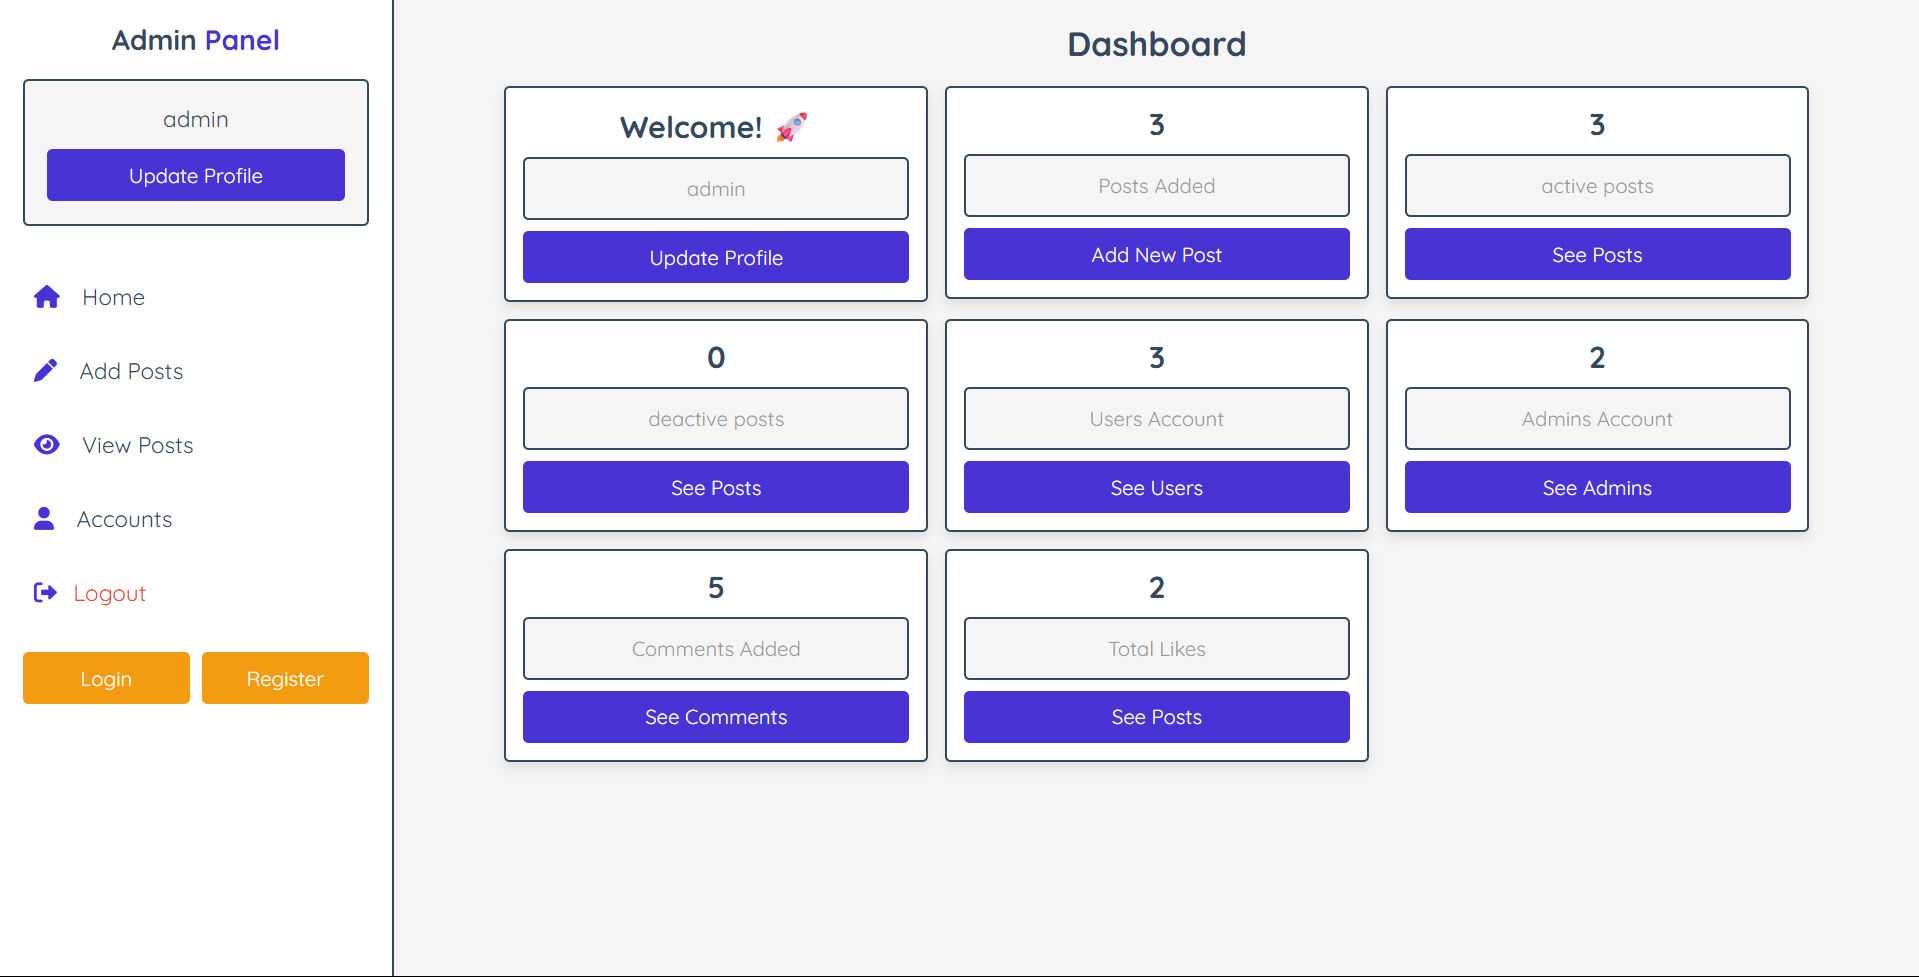 Admin Panel
admin
Update Profile
Home
Add Posts
View Posts
Accounts
Logout
Login
Register
Dashboard
Welcome! 🚀
admin
Update Profile
3
Posts Added
Add New Post
3
active posts
See Posts
0
deactive posts
See Posts
3
Users Account
See Users
2
Admins Account
See Admins
5
Comments Added
See Comments
2
Total Likes
See Posts